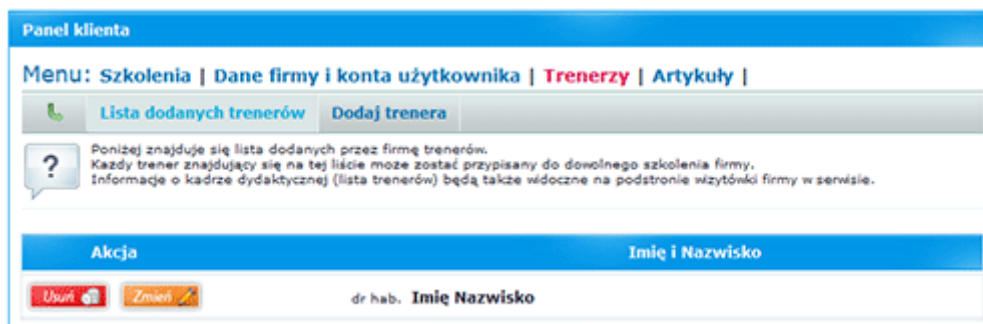 Panel klienta
Menu: Szkolenia | Dane firmy i konta użytkownika | Trenerzy | Artykuły |
Lista dodanych trenerów Dodaj trenera
?
Poniżej znajduje się lista dodanych przez firmę trenerów.
Kazdy trener znajdujący się na tej liście moze zostać przypisany do dowolnego szkolenia firmy.
Informacje o kadrze dydaktycznej (lista trenerów) będą takze widoczne na podstronie wizytówki firmy w serwisie.
Akcja Imię i Nazwisko
Usuń Zmień dr hab. Imię Nazwisko